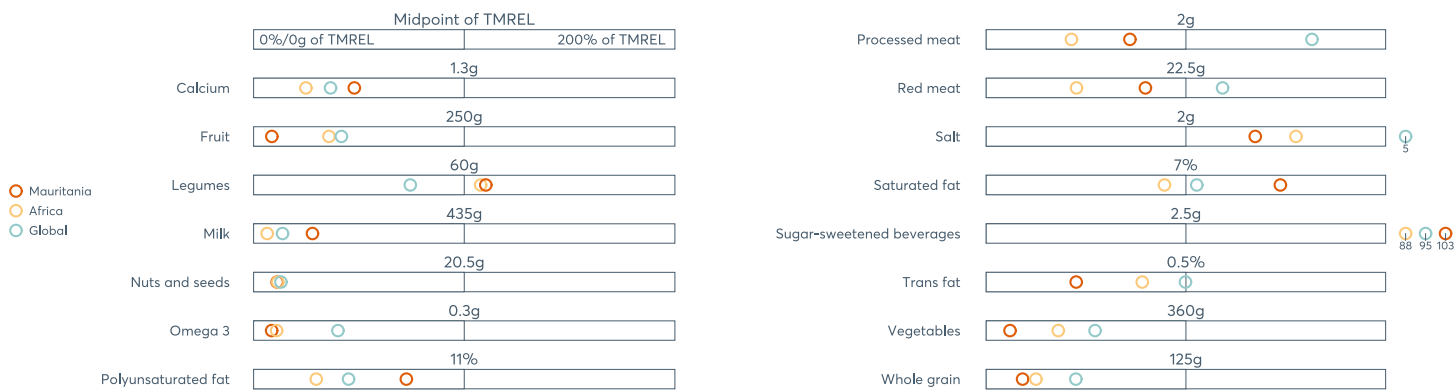 Midpoint of TMREL
0%/0g of TMREL 200% of TMREL
1.3g
Calcium
250g
Fruit
60g
Legumes
435g
Milk
20.5g
Nuts and seeds
0.3g
Omega 3
11%
Polyunsaturated fat
Mauritania
Africa
Global
2g
Processed meat
22.5g
Red meat
2g
Salt
5
7%
Saturated fat
2.5g
Sugar-sweetened beverages
88 95 103
0.5%
Trans fat
360g
Vegetables
125g
Whole grain